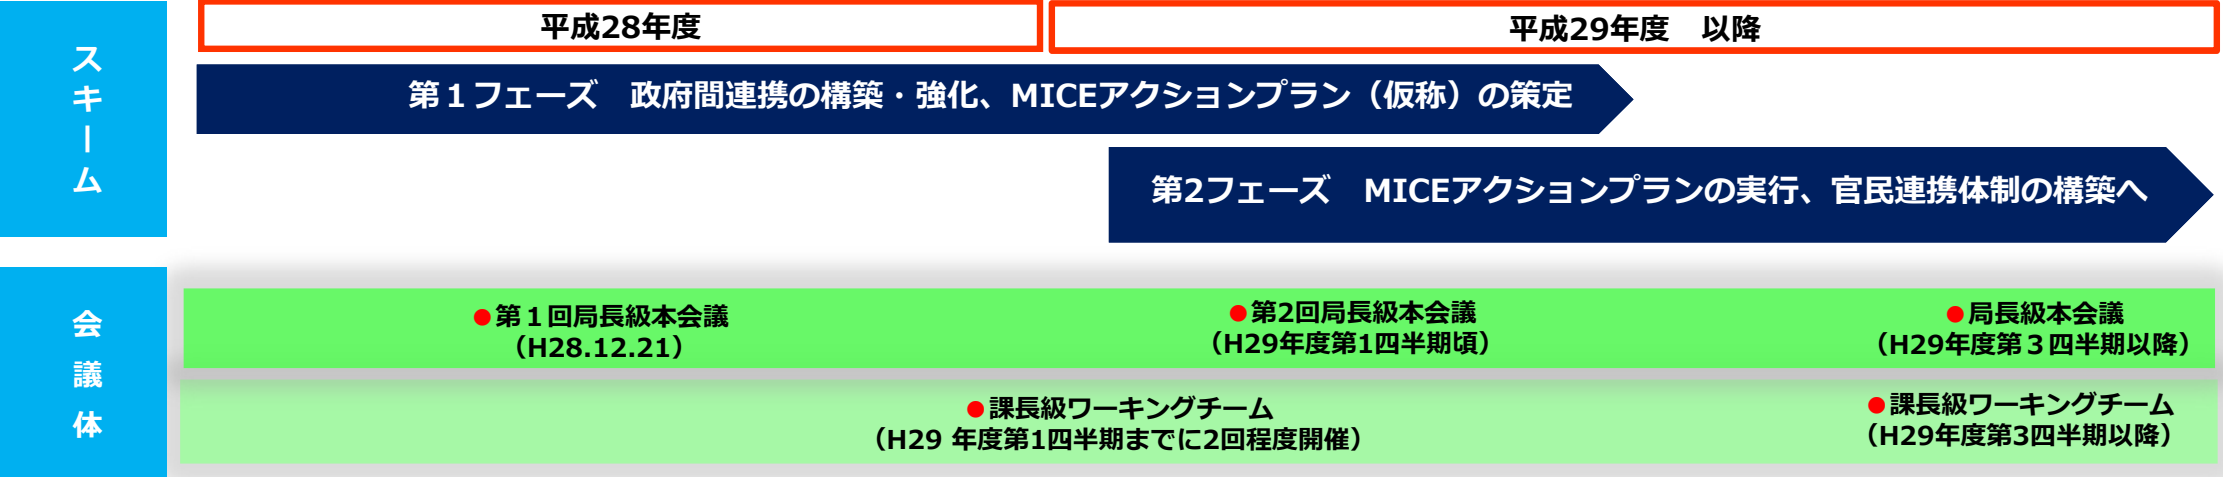 スキーム
平成28年度
平成29年度　以降
第１フェーズ　政府間連携の構築・強化、MICEアクションプラン（仮称）の策定
第2フェーズ　MICEアクションプランの実行、官民連携体制の構築へ
会議体
●第１回局長級本会議
（H28.12.21）
●第2回局長級本会議
（H29年度第1四半期頃）
●局長級本会議
（H29年度第３四半期以降）
●課長級ワーキングチーム
（H29 年度第1四半期までに2回程度開催）
●課長級ワーキングチーム
（H29年度第3四半期以降）